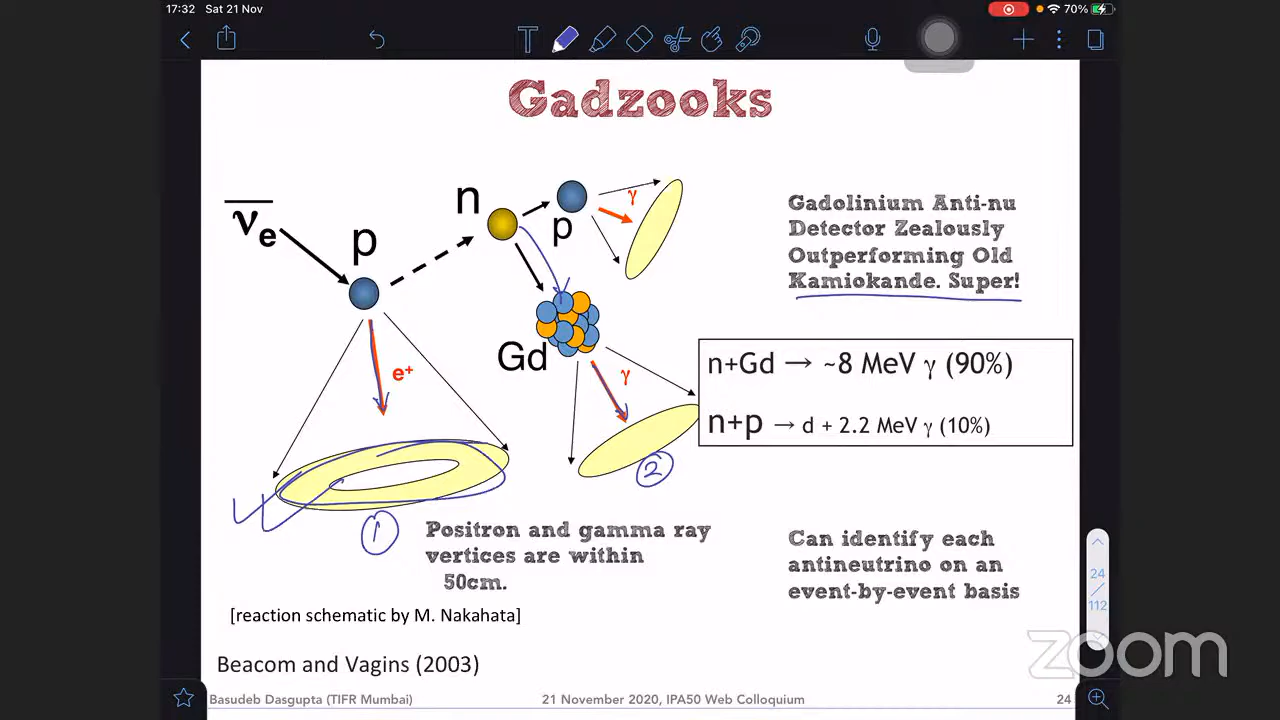 17:32 Sat 21 Nov
70%
Gadzooks
νe
p
n
p
γ
e⁺
Gd
γ
Gadolinium Anti-nu
Detector Zealously
Outperforming Old
Kamiokande. Super!
n+Gd → ~8 MeV γ (90%)
n+p → d + 2.2 MeV γ (10%)
1
2
Positron and gamma ray
vertices are within
50cm.
Can identify each
antineutrino on an
event-by-event basis
[reaction schematic by M. Nakahata]
Beacom and Vagins (2003)
24
/
112
zoom
Basudeb Dasgupta (TIFR Mumbai) 21 November 2020, IPA50 Web Colloquium 24